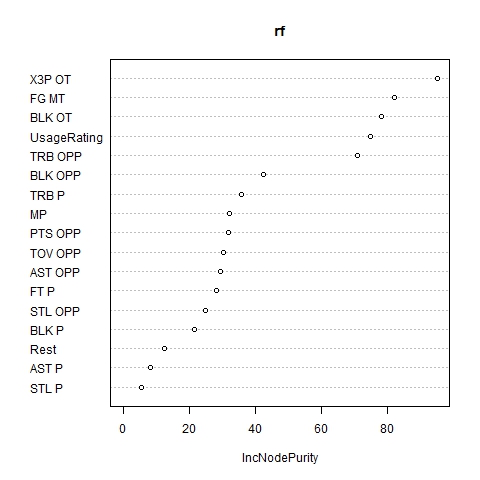 rf
X3P OT
FG MT
BLK OT
UsageRating
TRB OPP
BLK OPP
TRB P
MP
PTS OPP
TOV OPP
AST OPP
FT P
STL OPP
BLK P
Rest
AST P
STL P
0 20 40 60 80
IncNodePurity